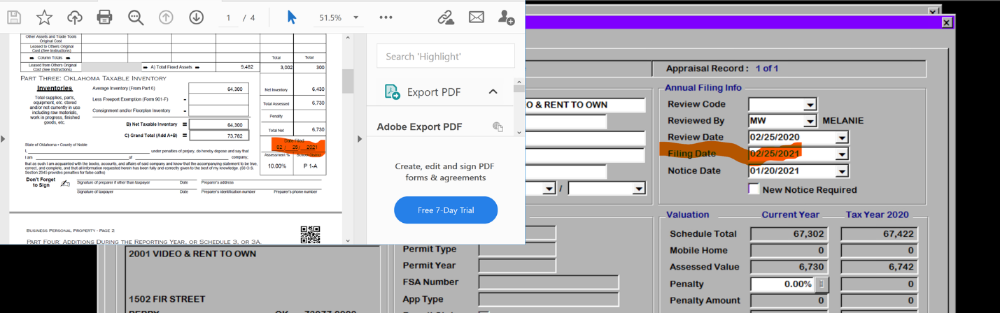 1 / 4
51.5%
Other Assets and Trade Tools
Original Cost
Leased to Others Original
Cost (See Instructions)
Column Totals Total Total
Leased from Others Original
Cost (See Instructions)
A) Total Fixed Assets 9,482 3,002 300
PART THREE: OKLAHOMA TAXABLE INVENTORY
Inventories
Total supplies, parts,
equipment, etc. stored
and/or not currently in use
including raw materials,
work in progress, finished
goods, etc.
Average Inventory (From Part 6) 64,300
Less Freeport Exemption (Form 901-F) -
Consignment and/or Floorplan Inventory -
B) Net Taxable Inventory = 64,300
C) Grand Total (Add A+B) = 73,782
Net Inventory 6,430
Total Assessed 6,730
Penalty
Total Net 6,730
Date Filed
02 / 25 / 2021
Assessment % School District
10.00% P 1-A
State of Oklahoma • County of Noble
I, under penalties of perjury, do hereby depose and say that
I am of company;
that as such I am acquainted with the books, accounts, and affairs of said company and know that the accompanying statement to be true,
correct, and complete, and that all information requested herein has been fully and correctly given to the best of my knowledge. (68 O.S.
Section 2945 provides penalties for false oaths)
Don't Forget
to Sign
Signature of preparer if other than taxpayer Date Preparer's address
Signature of taxpayer Date Preparer's identification number Preparer's phone number
BUSINESS PERSONAL PROPERTY - PAGE 2
PART FOUR: ADDITIONS DURING THE REPORTING YEAR, OR SCHEDULE 3, OR 3A.
Search 'Highlight'
Export PDF
Adobe Export PDF
Create, edit and sign PDF
forms & agreements
Free 7-Day Trial
Appraisal Record : 1 of 1
O & RENT TO OWN
/
Annual Filing Info
Review Code
Reviewed By MW MELANIE
Review Date 02/25/2020
Filing Date 02/25/2021
Notice Date 01/20/2021
New Notice Required
Valuation Current Year Tax Year 2020
Schedule Total 67,302 67,422
Mobile Home 0 0
Assessed Value 6,730 6,742
Penalty 0.00% 0
Penalty Amount 0 0
Permit Type
Permit Year
FSA Number
App Type
2001 VIDEO & RENT TO OWN
1502 FIR STREET